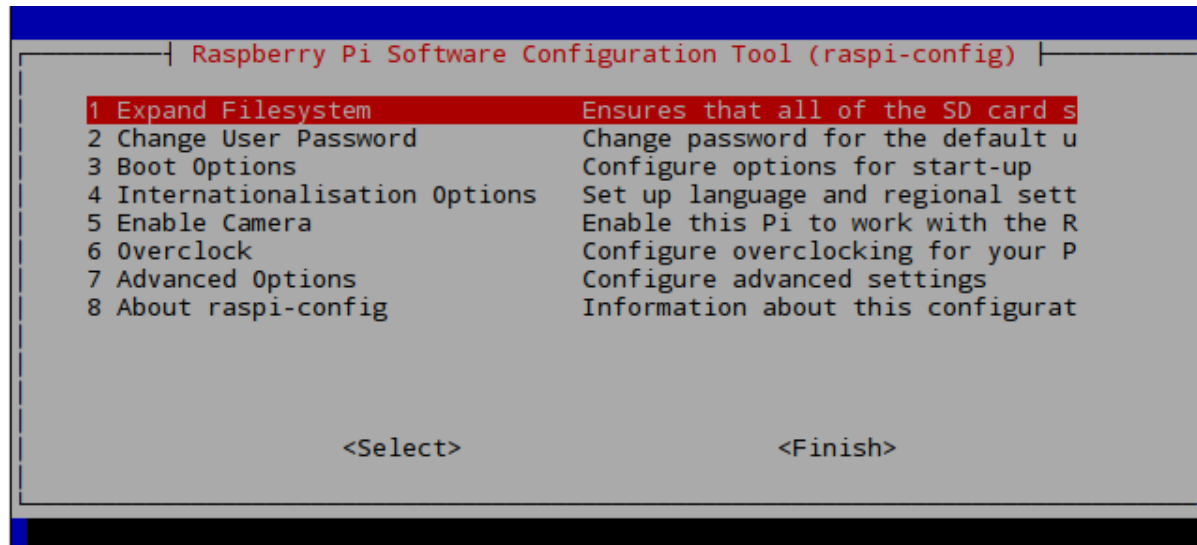 Raspberry Pi Software Configuration Tool (raspi-config)
1 Expand Filesystem Ensures that all of the SD card s
2 Change User Password Change password for the default u
3 Boot Options Configure options for start-up
4 Internationalisation Options Set up language and regional sett
5 Enable Camera Enable this Pi to work with the R
6 Overclock Configure overclocking for your P
7 Advanced Options Configure advanced settings
8 About raspi-config Information about this configurat
<Select> <Finish>